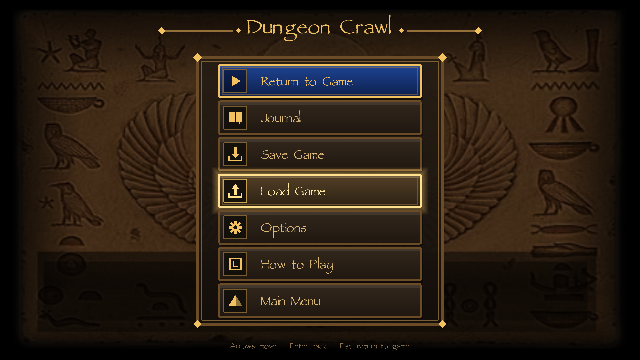 Dungeon Crawl
Return to Game
Journal
Save Game
Load Game
Options
How to Play
Main Menu